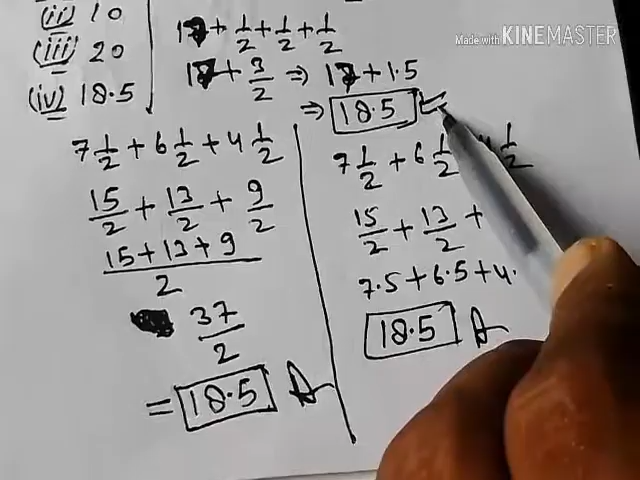 (ii) 10
(iii) 20
(iv) 18.5
17 + 1/2 + 1/2 + 1/2
17 + 3/2 ⇒ 17 + 1.5
⇒ 18.5
7 1/2 + 6 1/2 + 4 1/2
15/2 + 13/2 + 9/2
15 + 13 + 9 / 2
37/2
= 18.5
7 1/2 + 6 1/2 4 1/2
15/2 + 13/2 +
7.5 + 6.5 + 4.
18.5
Made with KINEMASTER